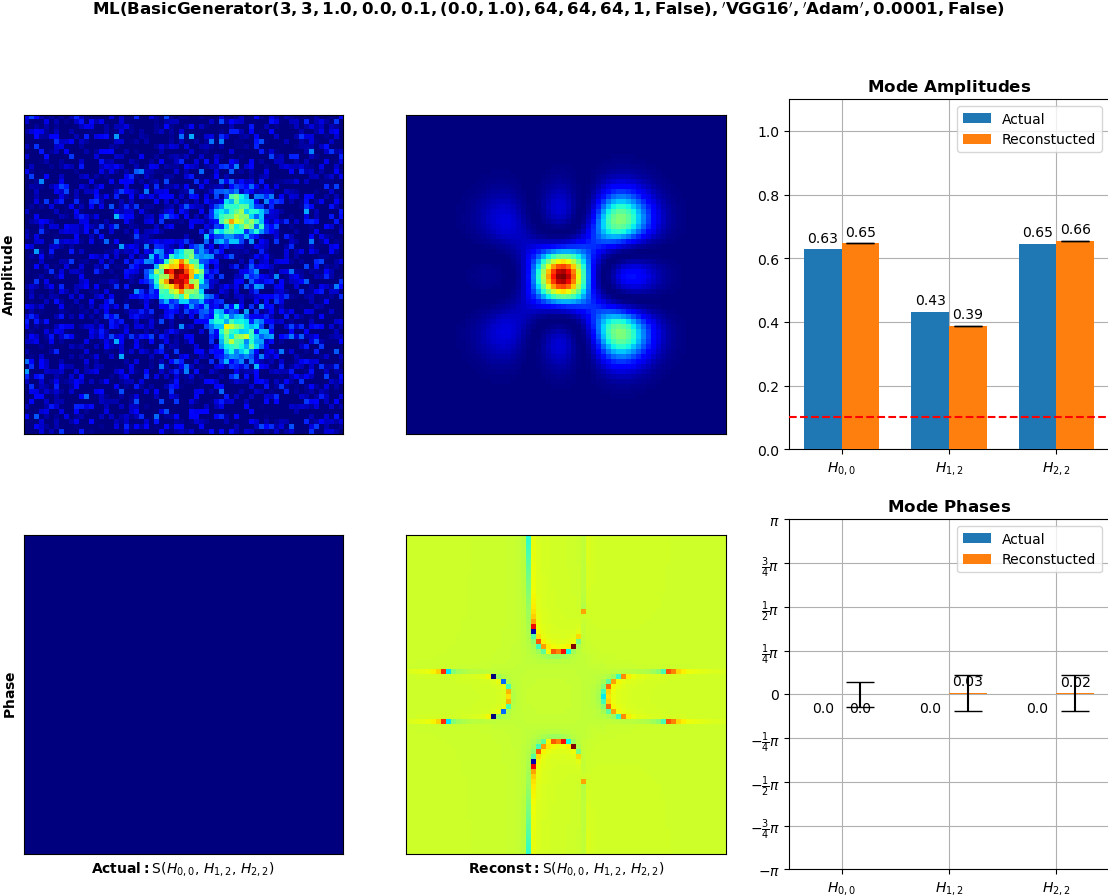 ML(BasicGenerator(3, 3, 1.0, 0.0, 0.1, (0.0, 1.0), 64, 64, 64, 1, False), 'VGG16', 'Adam', 0.0001, False)
Amplitude
Mode Amplitudes
Actual
Reconstucted
1.0
0.8
0.6
0.4
0.2
0.0
0.63 0.65
0.43 0.39
0.65 0.66
H0,0 H1,2 H2,2
Phase
Actual: S(H0,0, H1,2, H2,2)
Reconst: S(H0,0, H1,2, H2,2)
Mode Phases
Actual
Reconstucted
π
3/4π
1/2π
1/4π
0
−1/4π
−1/2π
−3/4π
−π
0.0 0.0
0.0 0.03
0.0 0.02
H0,0 H1,2 H2,2